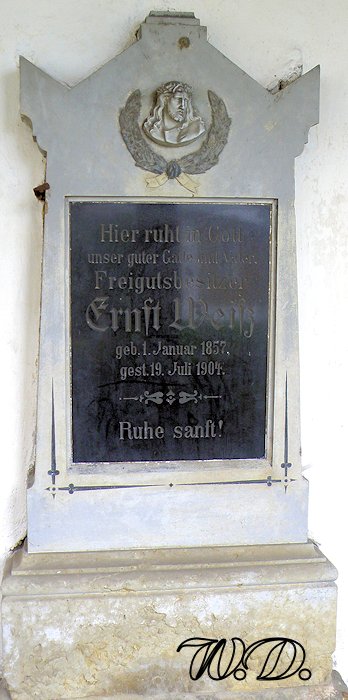 Hier ruht in Gott
unser guter Gatte und Vater,
Freigutsbesitzer
Ernst Weiß
geb. 1. Januar 1857,
gest. 19. Juli 1904.
Ruhe sanft!
W.D.